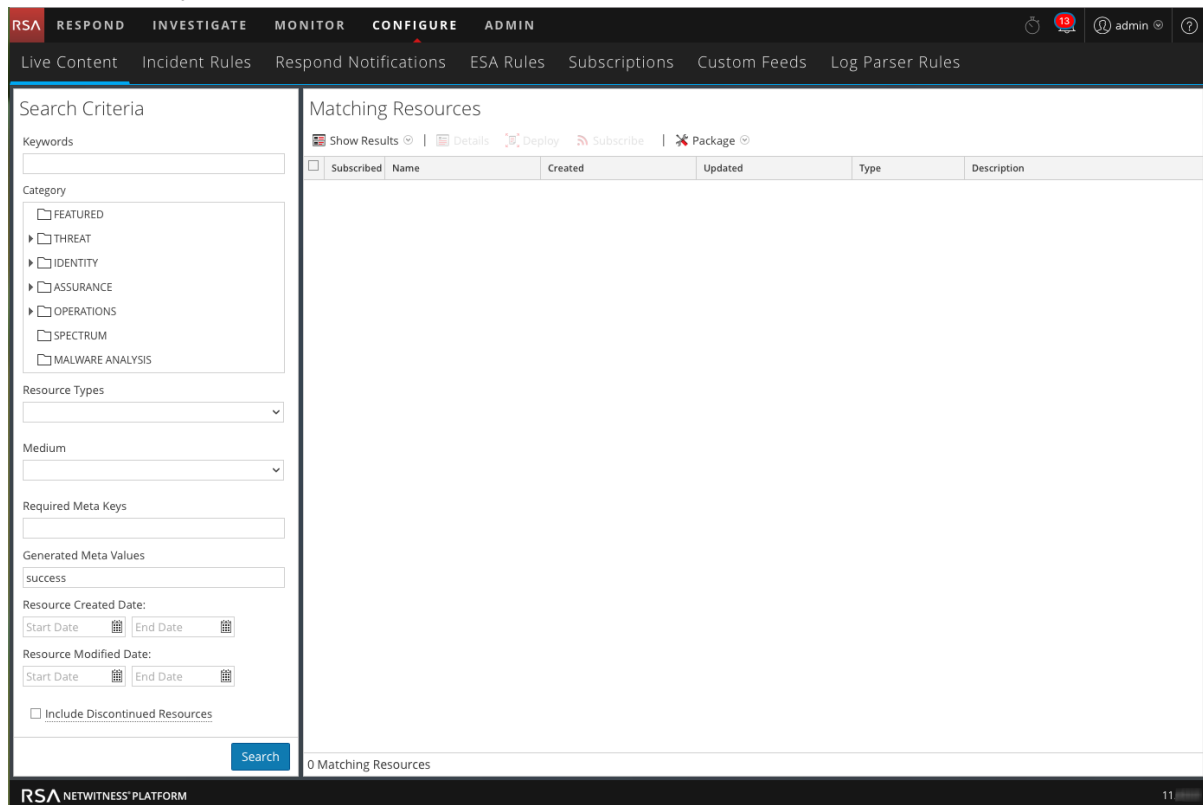 RSA RESPOND INVESTIGATE MONITOR CONFIGURE ADMIN 13 admin ?
Live Content Incident Rules Respond Notifications ESA Rules Subscriptions Custom Feeds Log Parser Rules
Search Criteria
Keywords
Category
FEATURED
THREAT
IDENTITY
ASSURANCE
OPERATIONS
SPECTRUM
MALWARE ANALYSIS
Resource Types
Medium
Required Meta Keys
Generated Meta Values
success
Resource Created Date:
Start Date End Date
Resource Modified Date:
Start Date End Date
Include Discontinued Resources
Search
Matching Resources
Show Results | Details Deploy Subscribe | Package
Subscribed Name Created Updated Type Description
0 Matching Resources
RSA NETWITNESS® PLATFORM 11